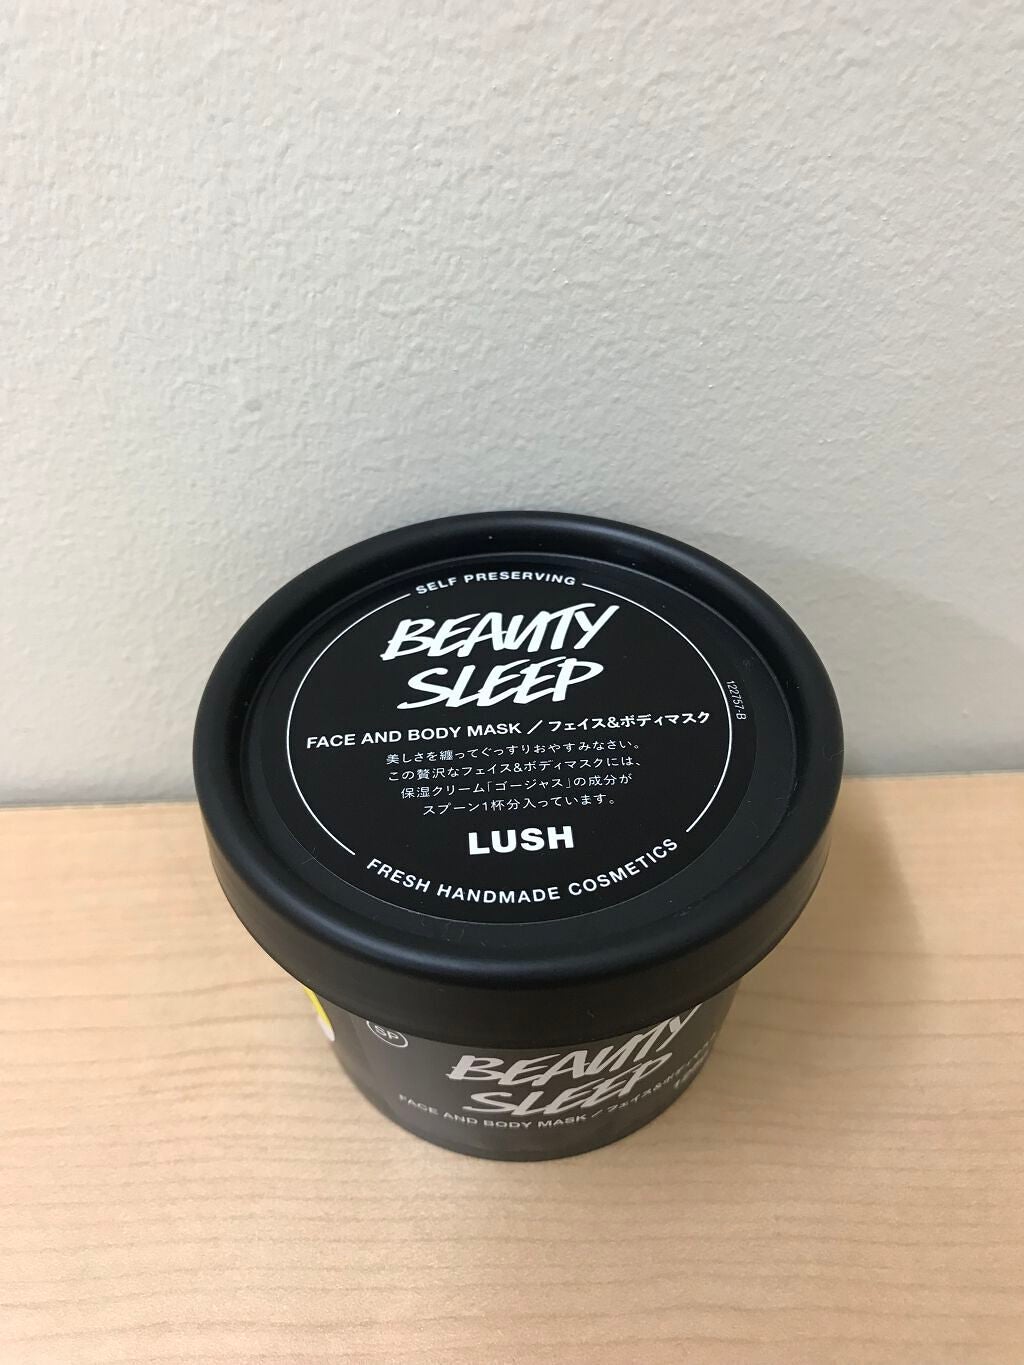 SELF PRESERVING
BEAUTY
SLEEP
FACE AND BODY MASK / フェイス&ボディマスク
美しさを纏ってぐっすりおやすみなさい。
この贅沢なフェイス&ボディマスクには、
保湿クリーム「ゴージャス」の成分が
スプーン1杯分入っています。
LUSH
FRESH HANDMADE COSMETICS
122757-B
SP
BEAUTY
SLEEP
FACE AND BODY MASK / フェイス&ボディマス